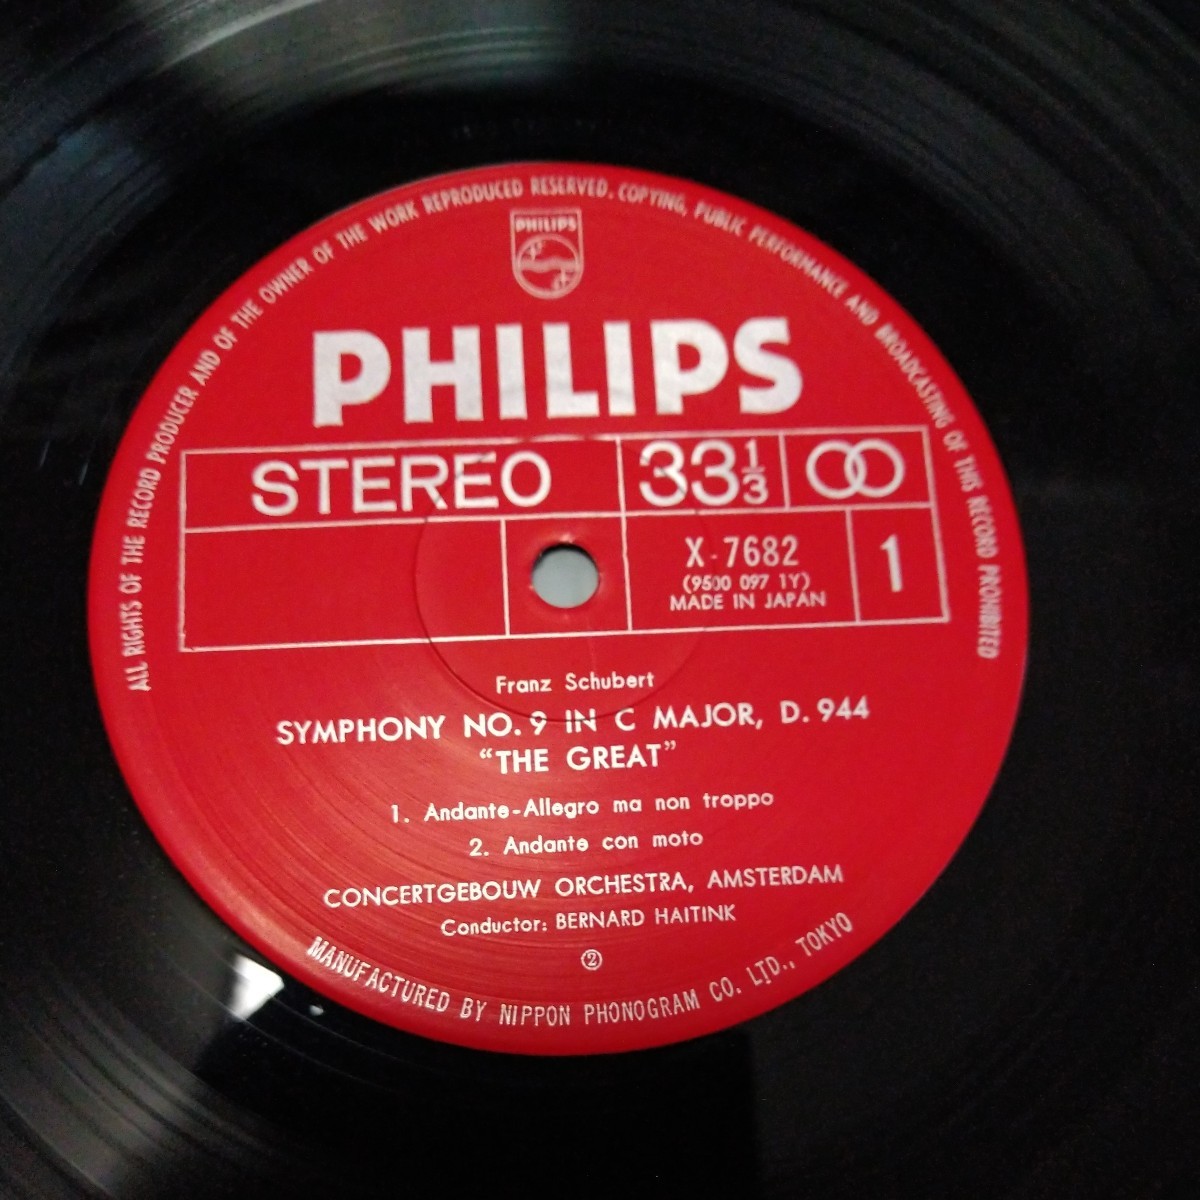 ALL RIGHTS OF THE RECORD PRODUCER AND OF THE OWNER OF THE WORK REPRODUCED RESERVED. COPYING, PUBLIC PERFORMANCE AND BROADCASTING OF THIS RECORD PROHIBITED
PHILIPS
PHILIPS
STEREO 33 1/3
X-7682
(9500 097 1Y)
MADE IN JAPAN
1
Franz Schubert
SYMPHONY NO. 9 IN C MAJOR, D. 944
“THE GREAT”
1. Andante-Allegro ma non troppo
2. Andante con moto
CONCERTGEBOUW ORCHESTRA, AMSTERDAM
Conductor: BERNARD HAITINK
②
MANUFACTURED BY NIPPON PHONOGRAM CO. LTD., TOKYO